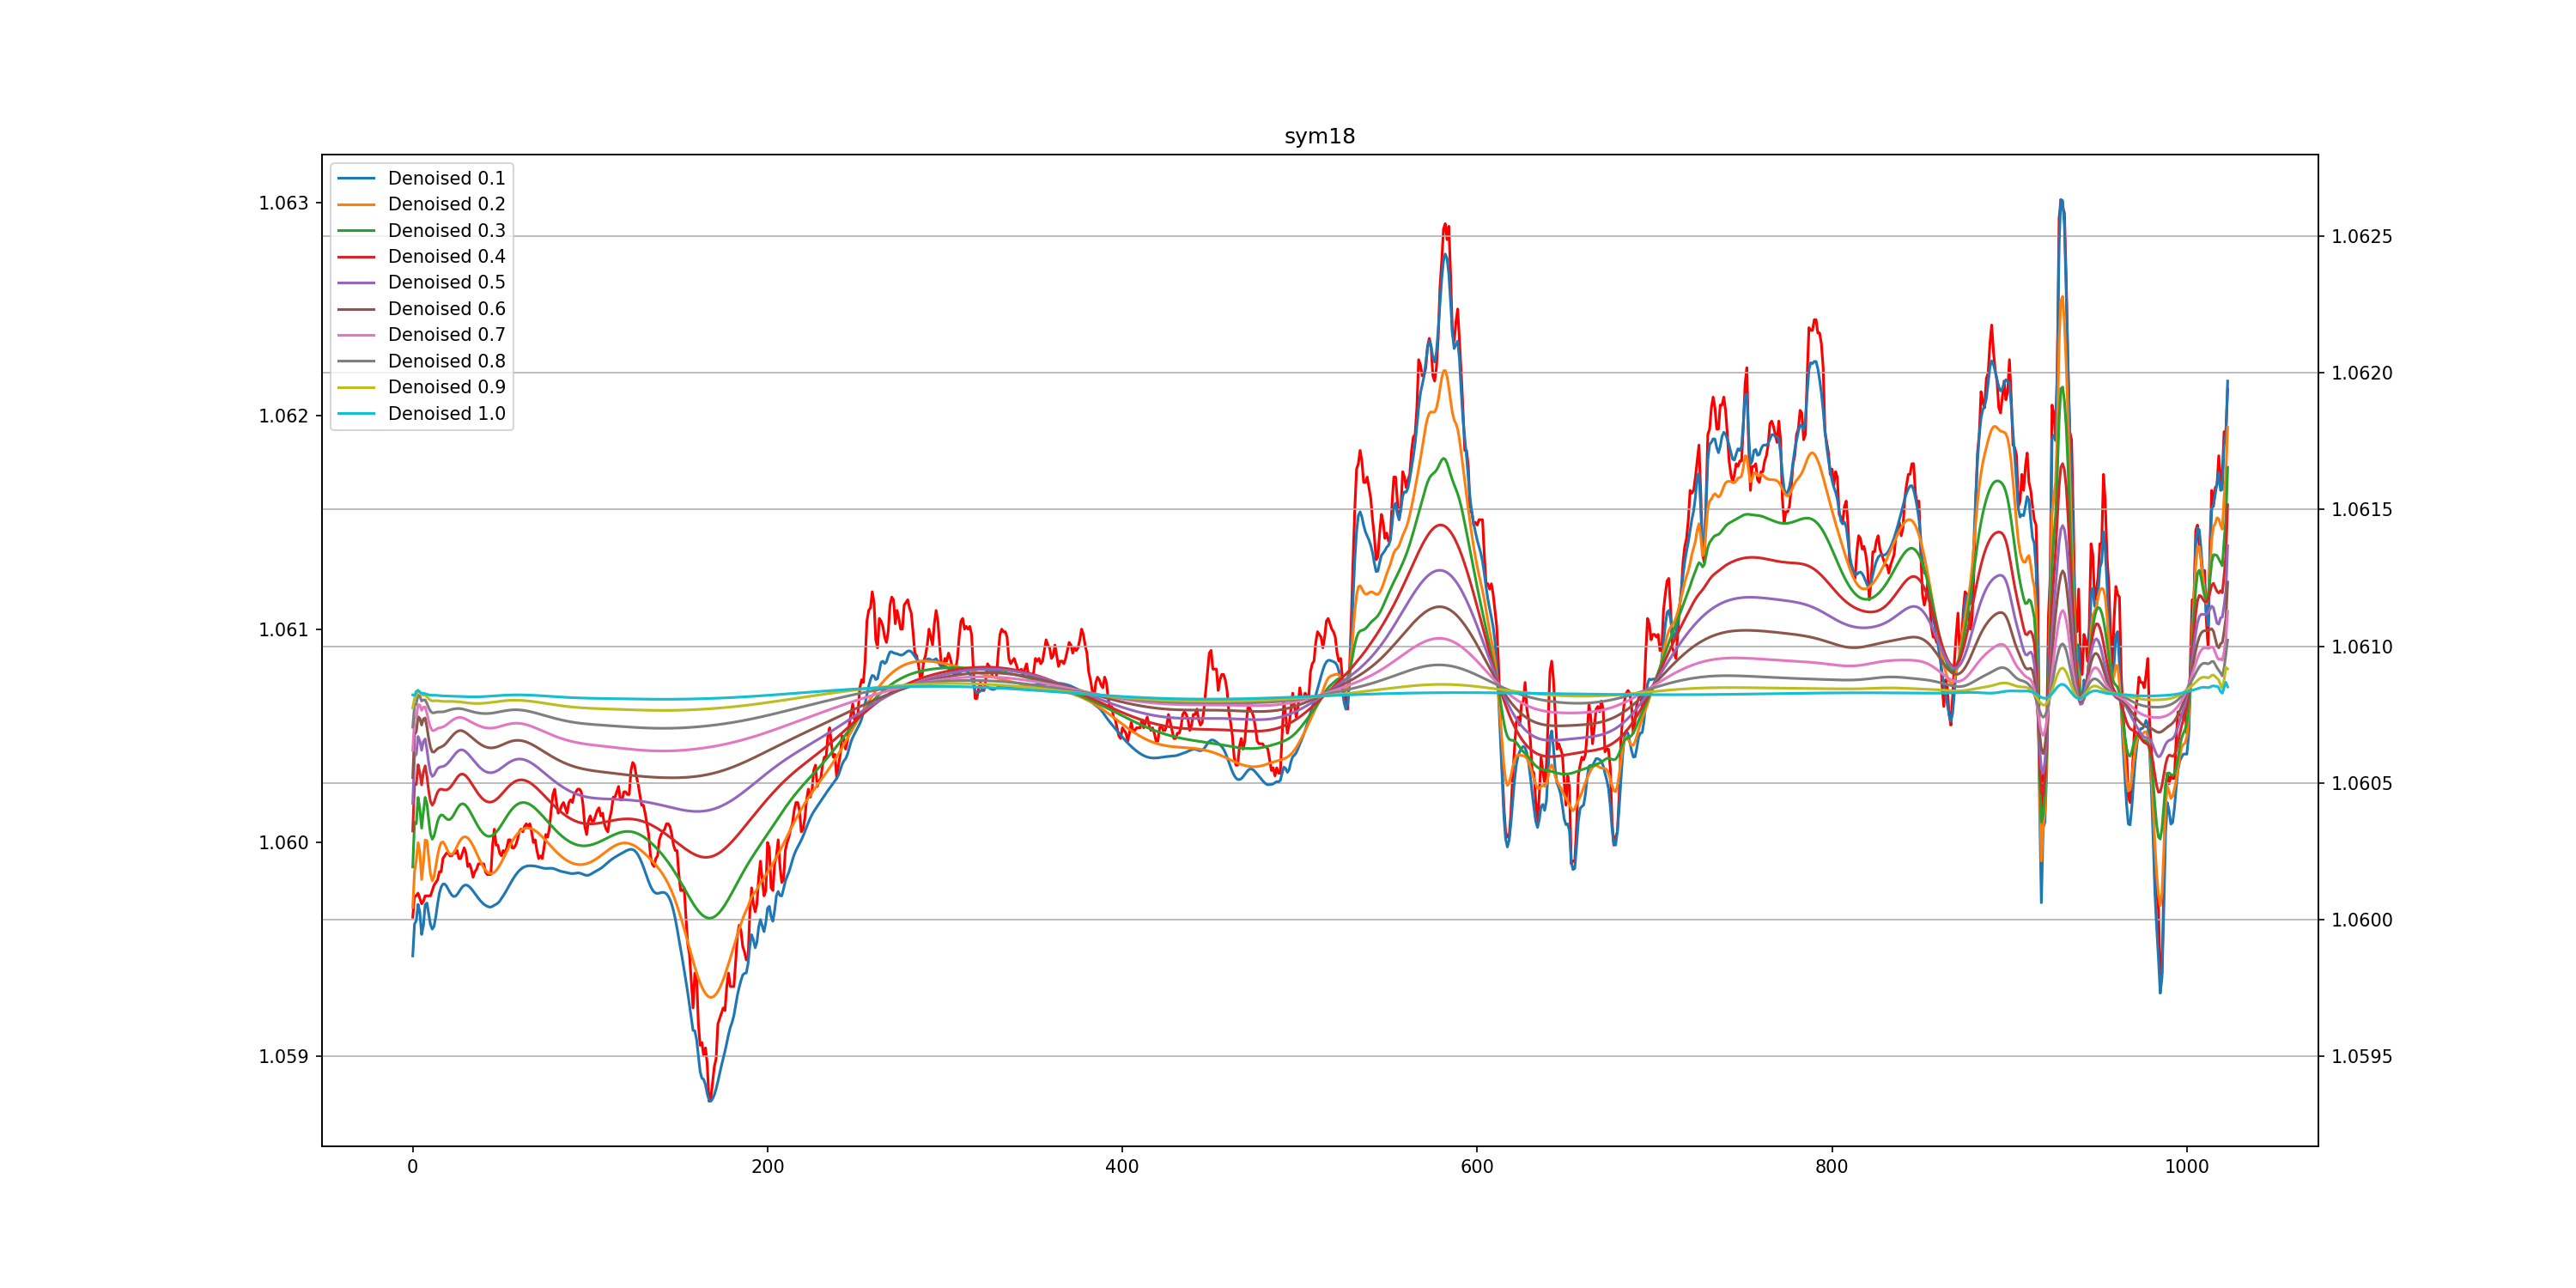 sym18
Denoised 0.1
Denoised 0.2
Denoised 0.3
Denoised 0.4
Denoised 0.5
Denoised 0.6
Denoised 0.7
Denoised 0.8
Denoised 0.9
Denoised 1.0
1.063
1.062
1.061
1.060
1.059
1.0625
1.0620
1.0615
1.0610
1.0605
1.0600
1.0595
0 200 400 600 800 1000